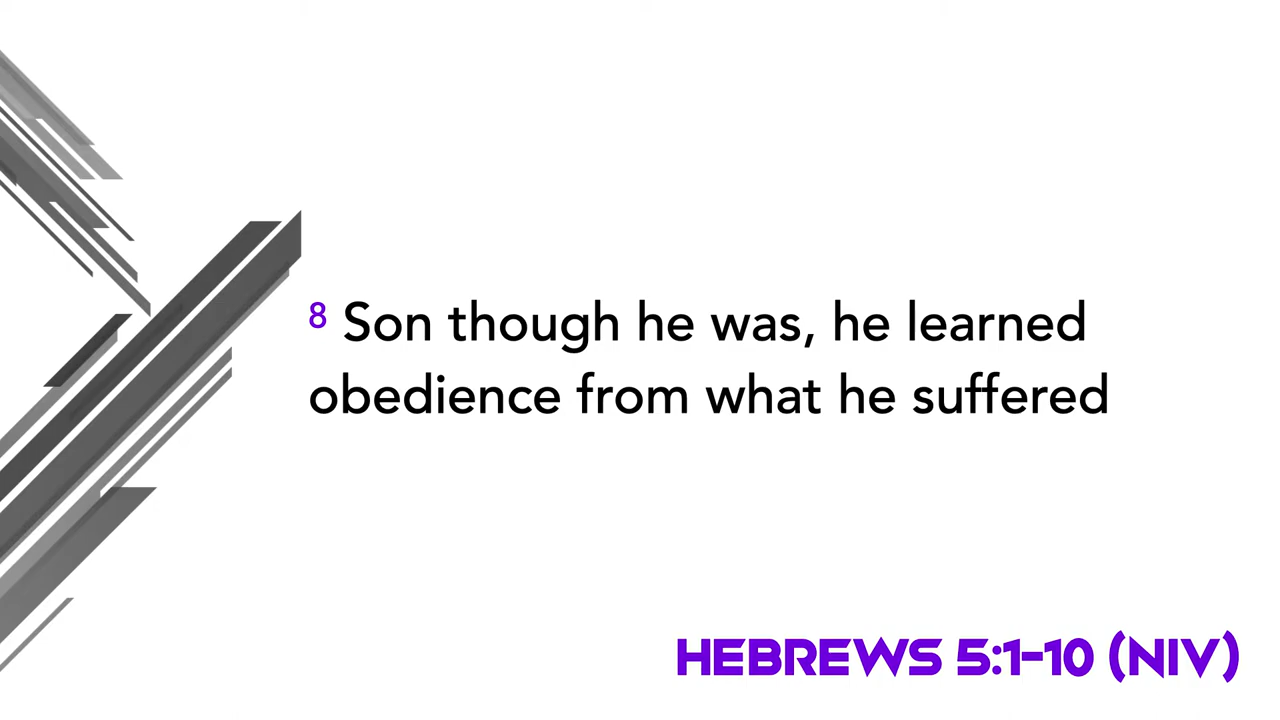 8 Son though he was, he learned
obedience from what he suffered
HEBREWS 5:1-10 (NIV)